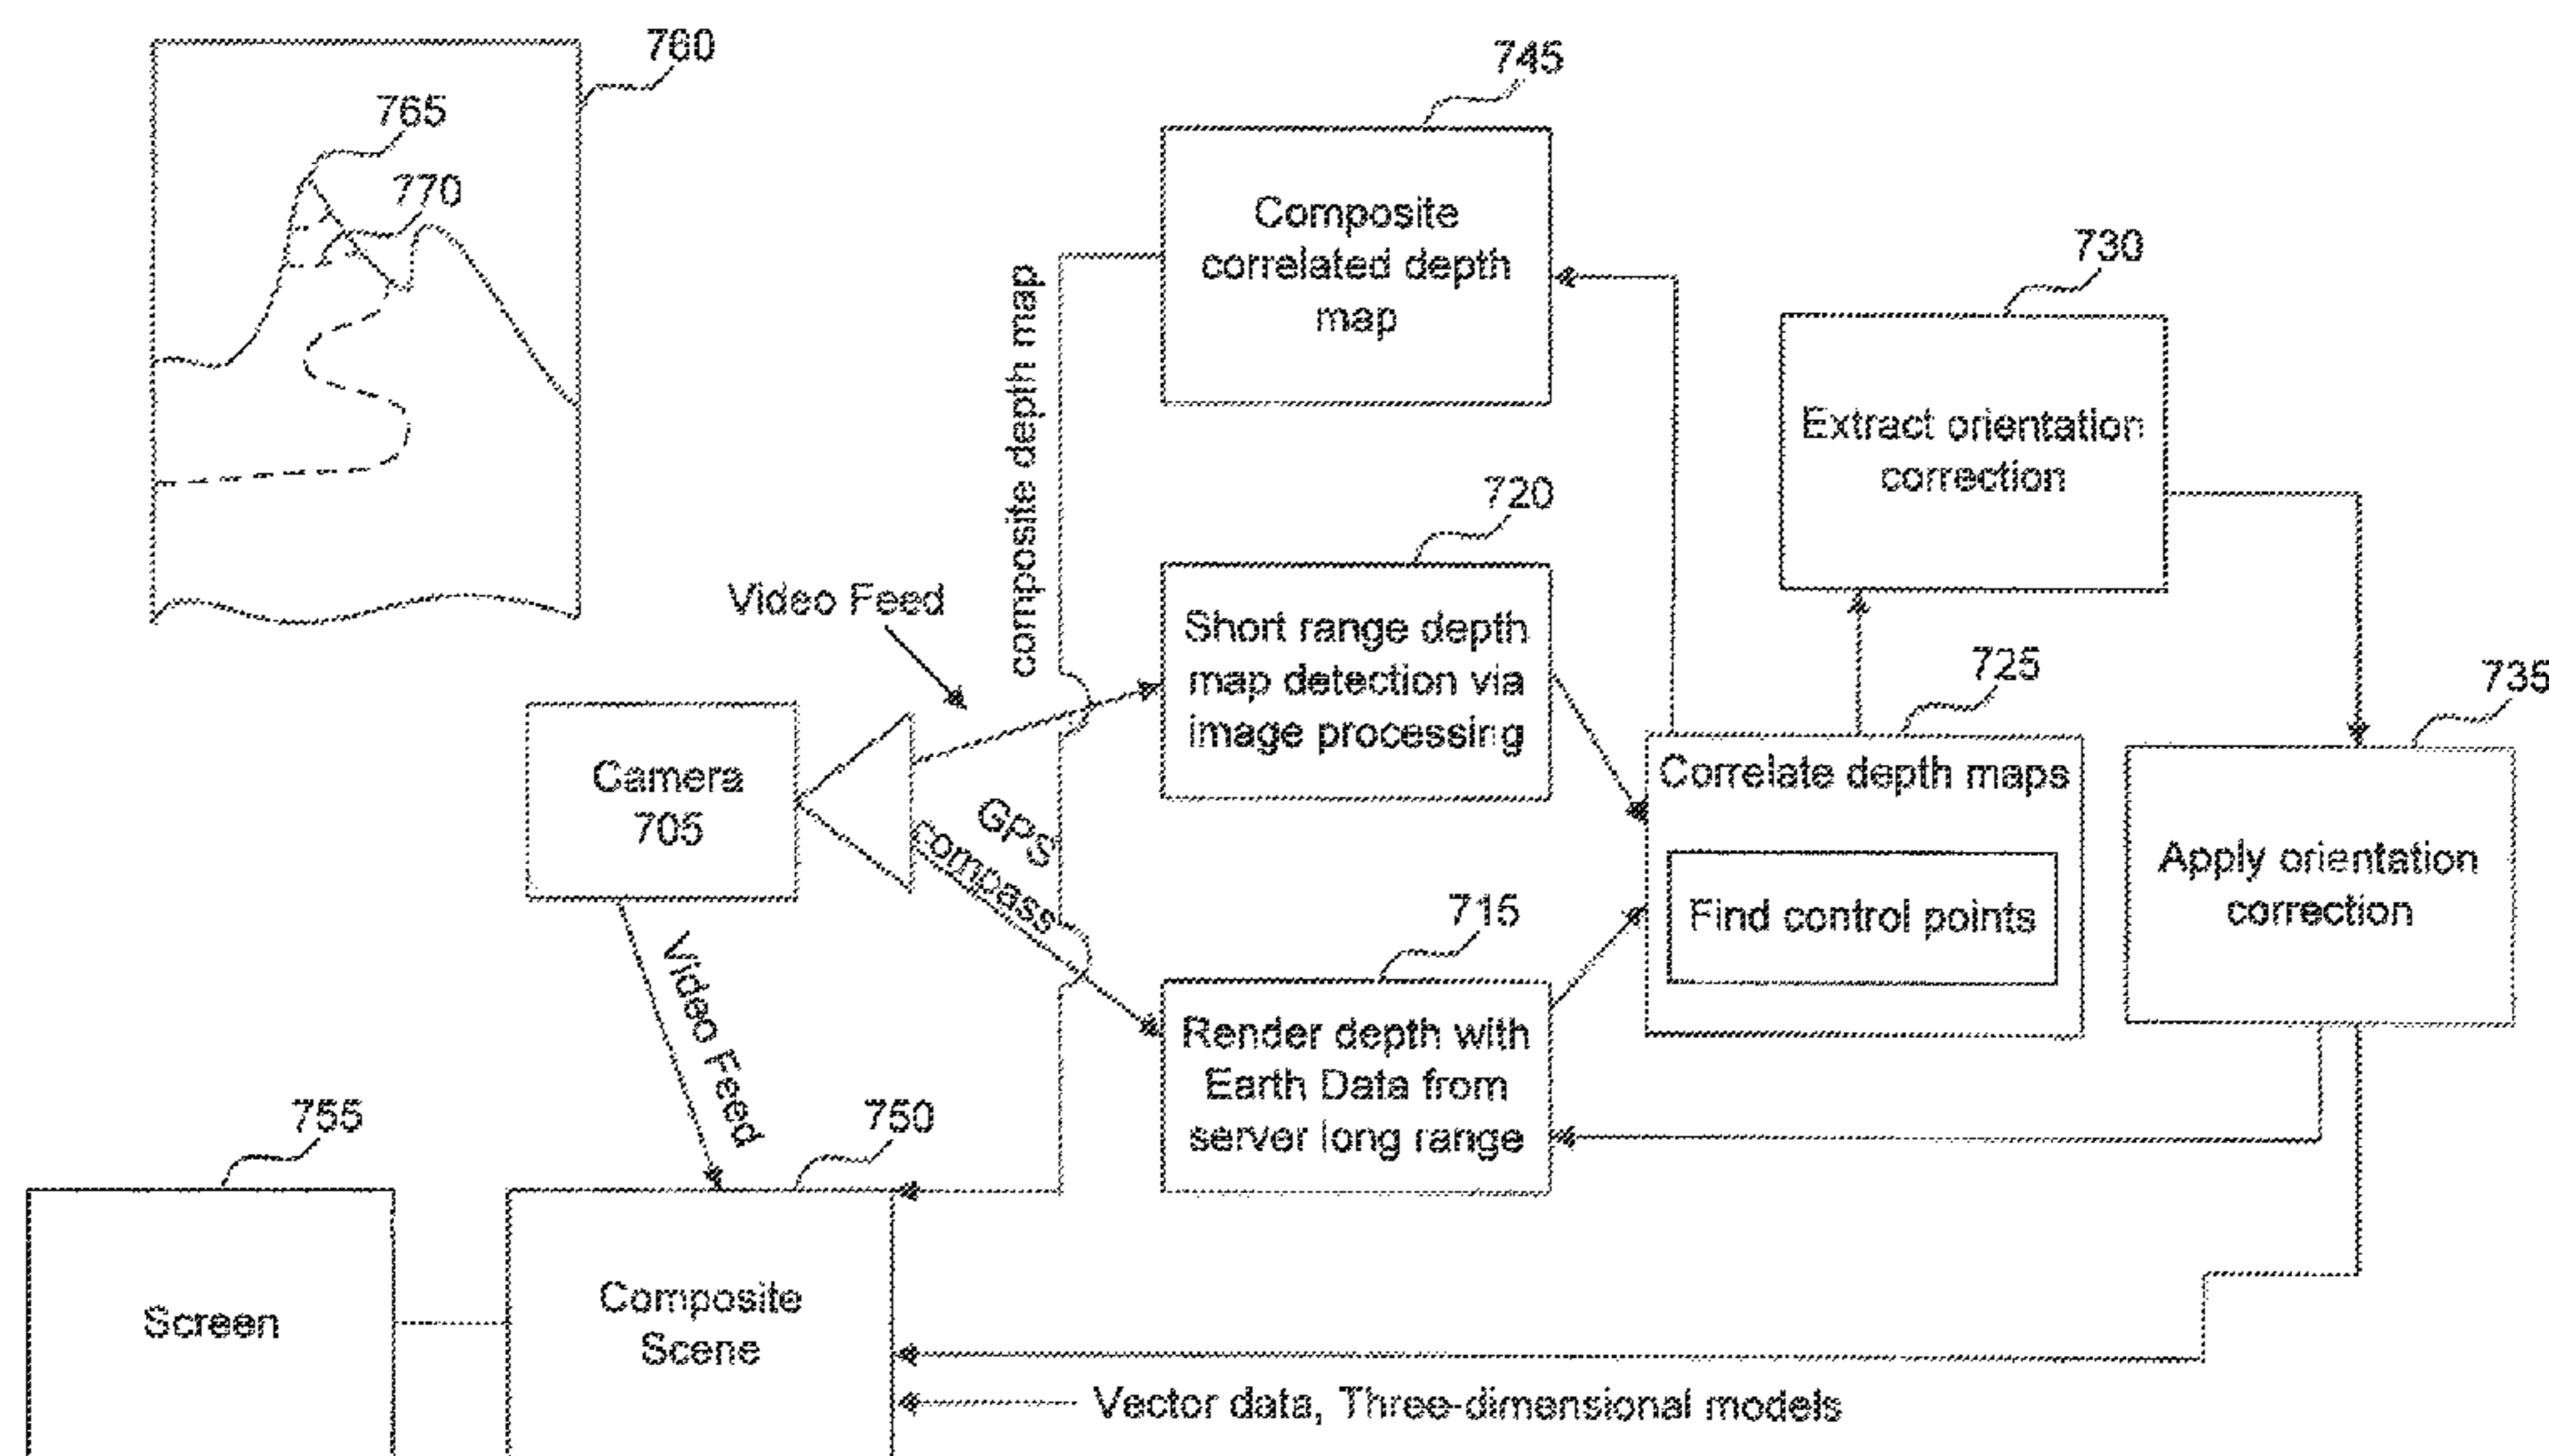 760
765
770
745
Composite
correlated depth
map
composite depth map
730
Extract orientation
correction
720
Short range depth
map detection via
image processing
Video Feed
Camera
705
GPS
compass
725
Correlate depth maps
Find control points
735
Apply orientation
correction
715
Render depth with
Earth Data from
server long range
Video Feed
755
Screen
750
Composite
Scene
Vector data, Three-dimensional models